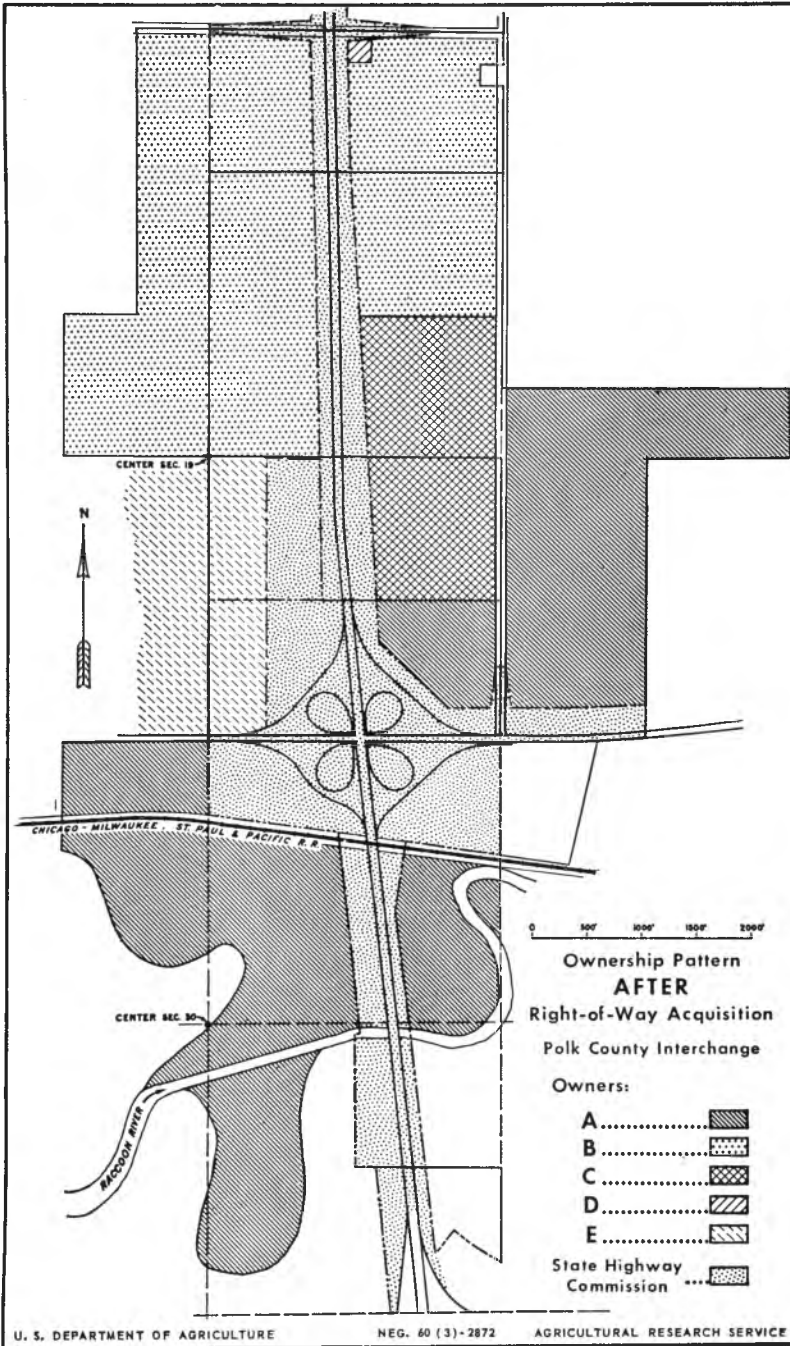 CENTER SEC. 19
N
CHICAGO - MILWAUKEE, ST. PAUL & PACIFIC R.R.
0 500' 1000' 1500' 2000'
Ownership Pattern
AFTER
Right-of-Way Acquisition
Polk County Interchange
CENTER SEC. 30
Owners:
A
B
C
D
E
State Highway
Commission
RACCOON RIVER
U. S. DEPARTMENT OF AGRICULTURE NEG. 60 (3)-2872 AGRICULTURAL RESEARCH SERVICE